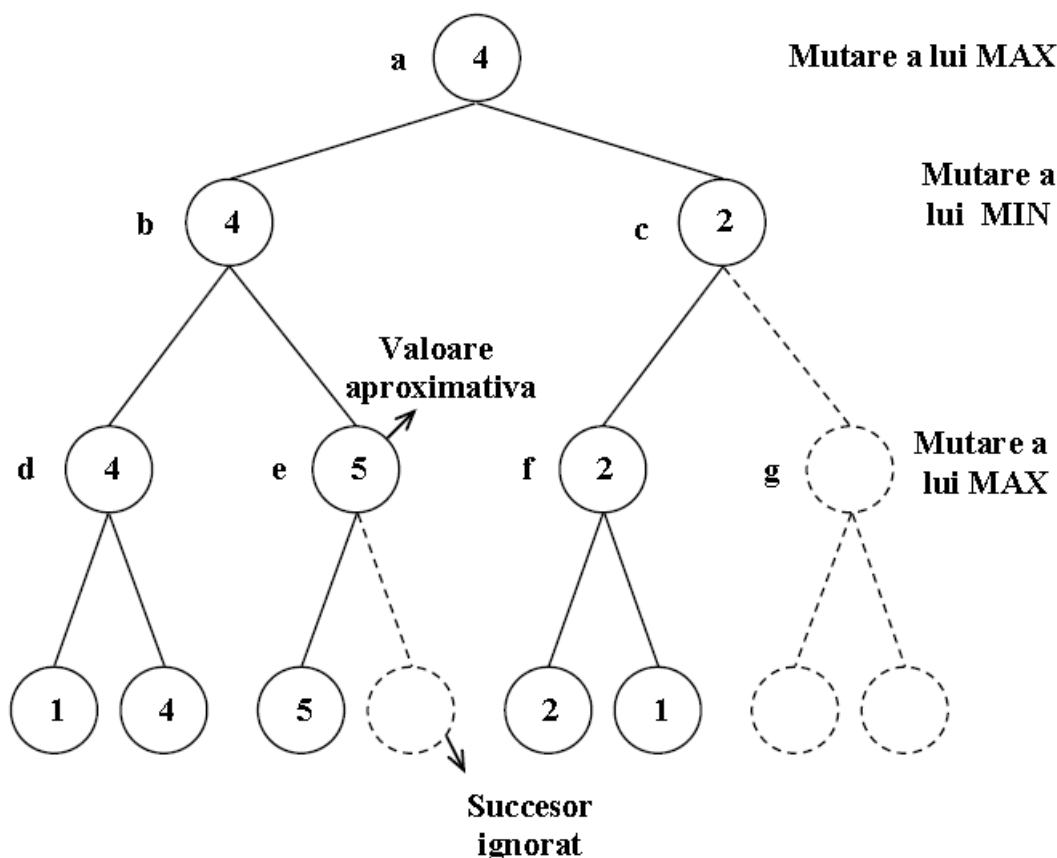 a 4 Mutare a lui MAX
b 4 c 2 Mutare a
lui MIN
Valoare
aproximativa
d 4 e 5 f 2 g Mutare a
lui MAX
1 4 5 2 1
Succesor
ignorat